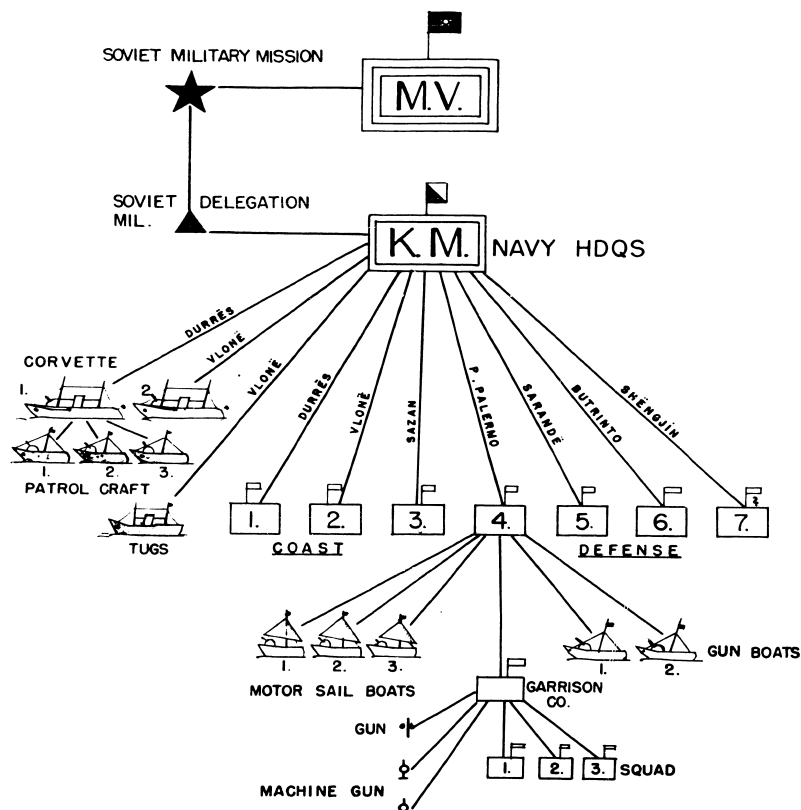 SOVIET MILITARY MISSION
M.V.
SOVIET DELEGATION
MIL.
K.M. NAVY HDQS
DURRËS
VLONË
VLONË
DURRËS
VLONË
SAZAN
P. PALERMO
SARANDË
BUTRINTO
SHËNGJIN
CORVETTE
1. 2.
1. 2. 3.
PATROL CRAFT
TUGS
1. 2. 3. 4. 5. 6. 7.
COAST DEFENSE
1. 2. 3.
MOTOR SAIL BOATS
1. 2.
GUN BOATS
GARRISON
CO.
GUN
1. 2. 3. SQUAD
MACHINE GUN